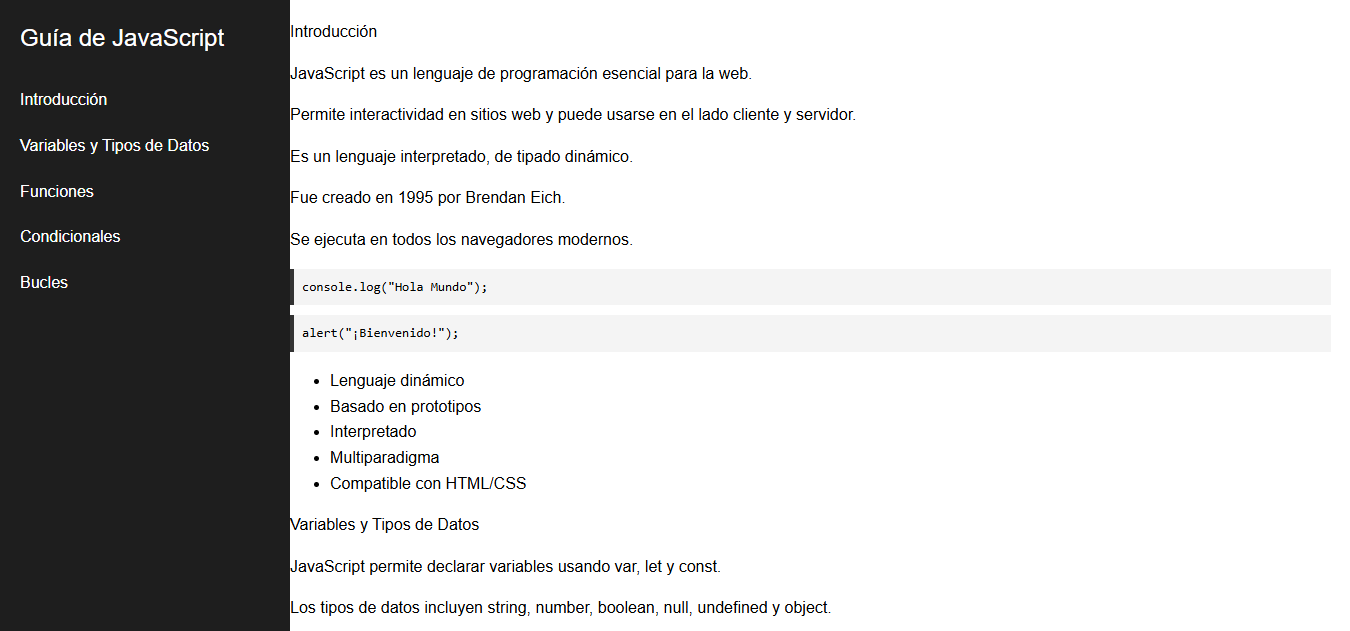 Guía de JavaScript
Introducción
Variables y Tipos de Datos
Funciones
Condicionales
Bucles
Introducción
JavaScript es un lenguaje de programación esencial para la web.
Permite interactividad en sitios web y puede usarse en el lado cliente y servidor.
Es un lenguaje interpretado, de tipado dinámico.
Fue creado en 1995 por Brendan Eich.
Se ejecuta en todos los navegadores modernos.
console.log("Hola Mundo");
alert("¡Bienvenido!");
• Lenguaje dinámico
• Basado en prototipos
• Interpretado
• Multiparadigma
• Compatible con HTML/CSS
Variables y Tipos de Datos
JavaScript permite declarar variables usando var, let y const.
Los tipos de datos incluyen string, number, boolean, null, undefined y object.